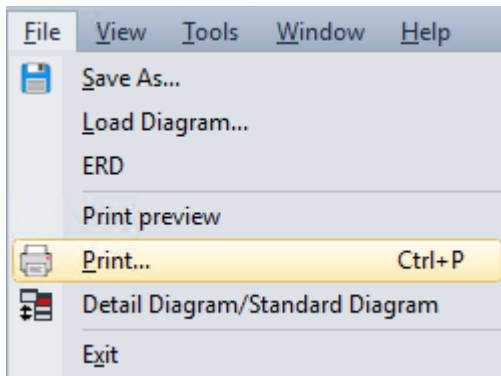 File View Tools Window Help
Save As...
Load Diagram...
ERD
Print preview
Print... Ctrl+P
Detail Diagram/Standard Diagram
Exit